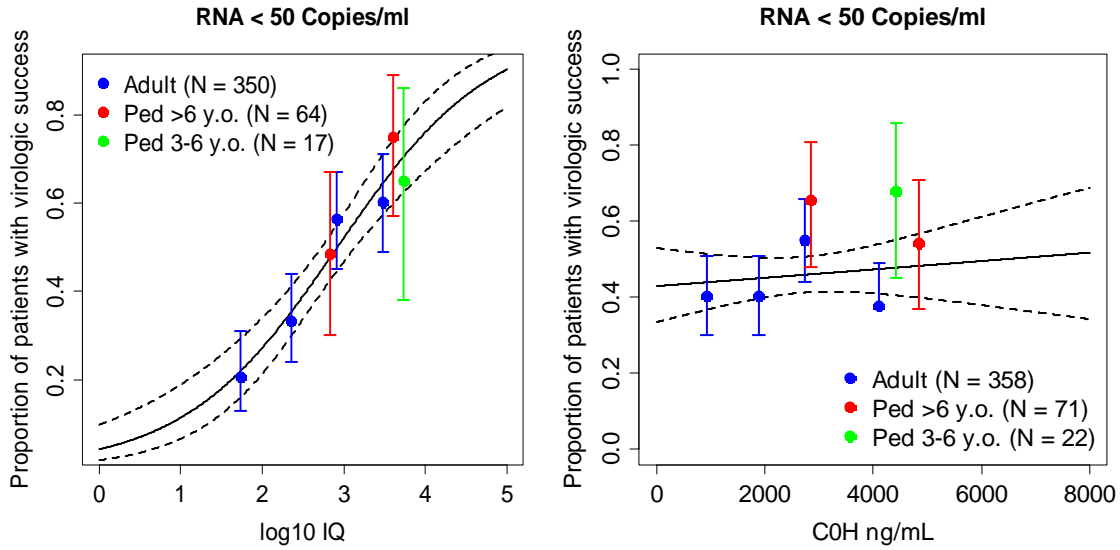 RNA < 50 Copies/ml
Proportion of patients with virologic success
0.8
0.6
0.4
0.2
Adult (N = 350)
Ped >6 y.o. (N = 64)
Ped 3-6 y.o. (N = 17)
0 1 2 3 4 5
log10 IQ
RNA < 50 Copies/ml
Proportion of patients with virologic success
1.0
0.8
0.6
0.4
0.2
0.0
Adult (N = 358)
Ped >6 y.o. (N = 71)
Ped 3-6 y.o. (N = 22)
0 2000 4000 6000 8000
C0H ng/mL